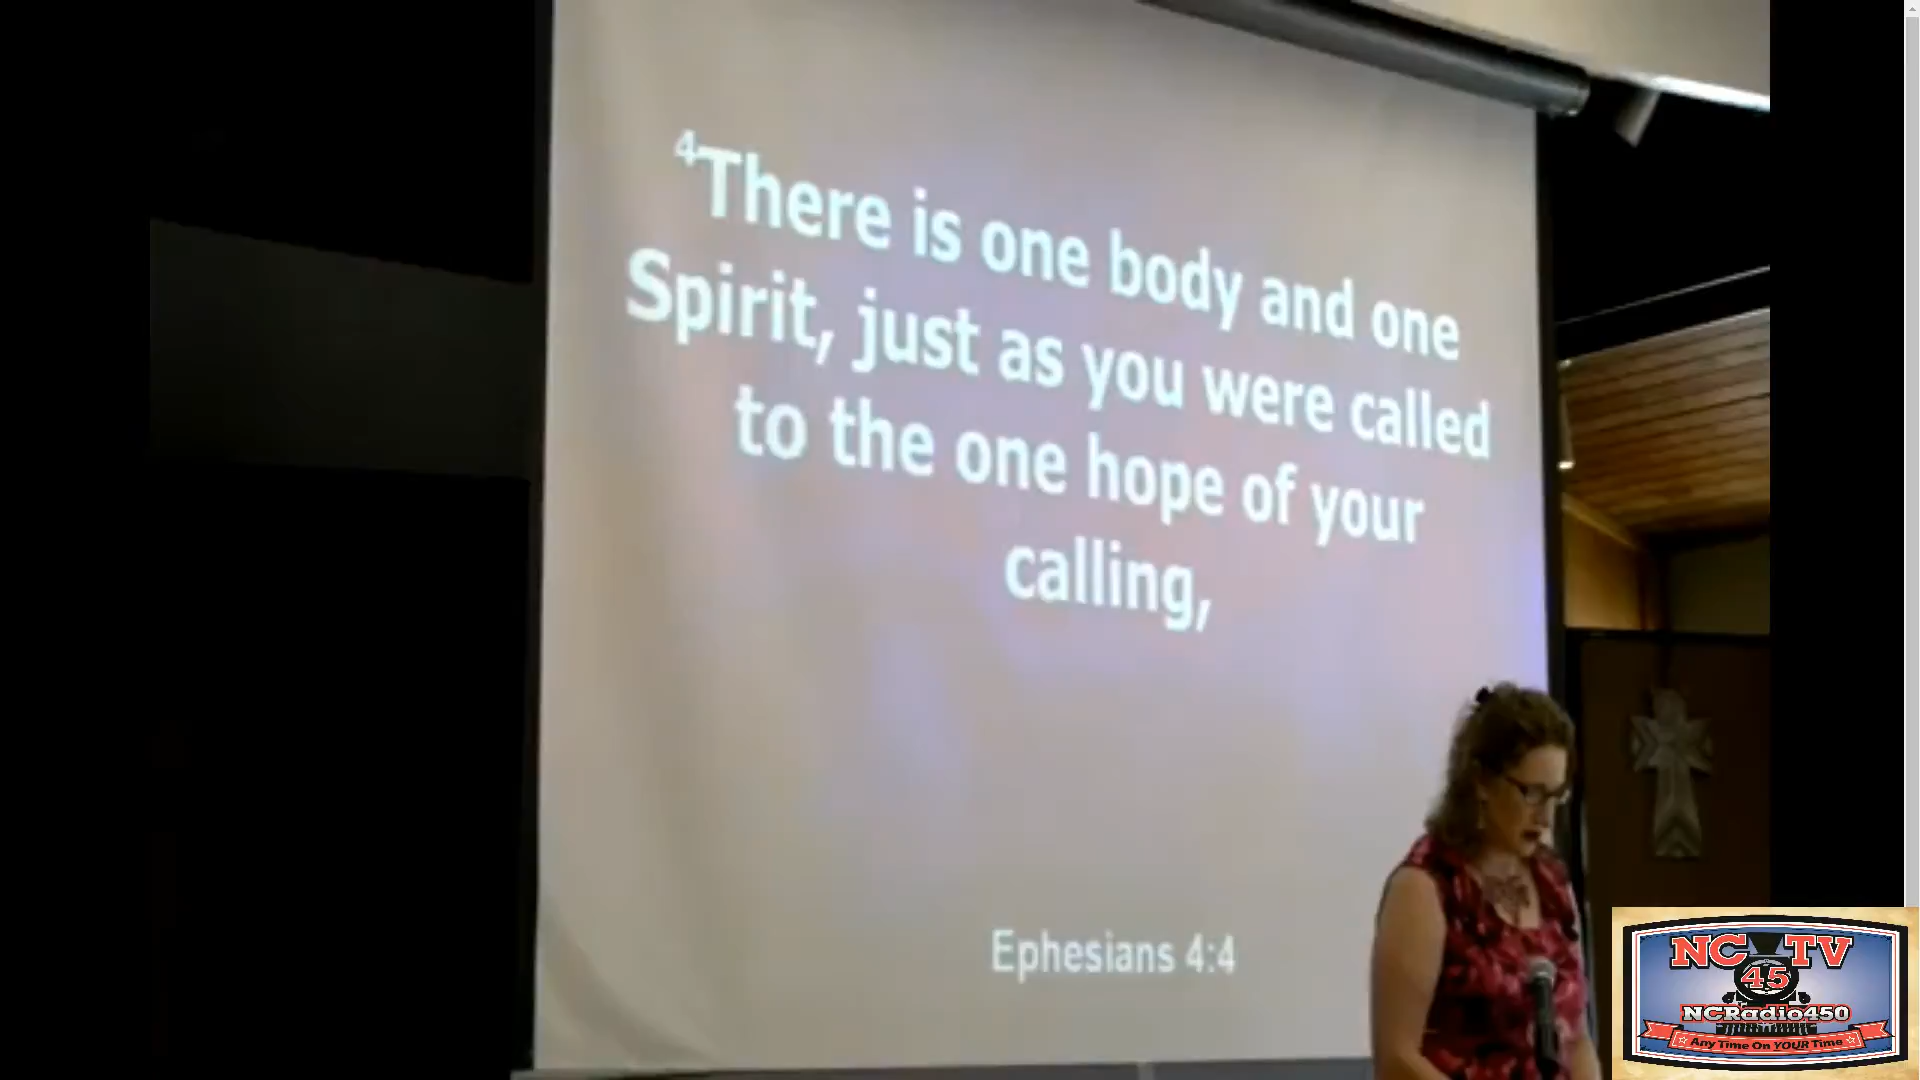 ⁴There is one body and one
Spirit, just as you were called
to the one hope of your
calling,
Ephesians 4:4
NC TV
45
NCRadio450
Any Time On YOUR Time